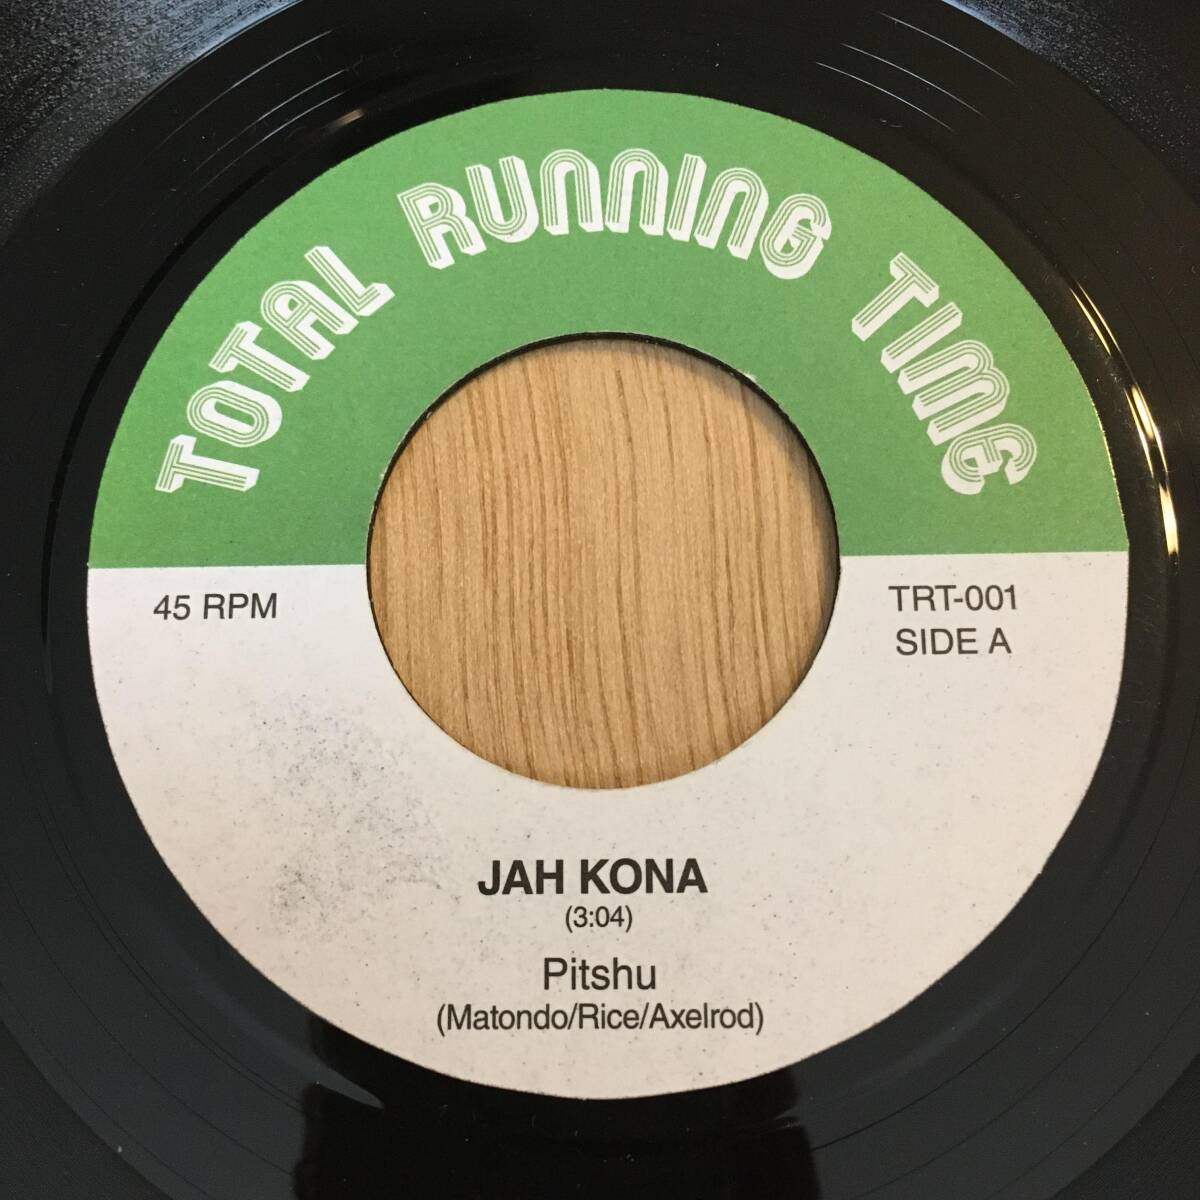 TOTAL RUNNING TIME
45 RPM
TRT-001
SIDE A
JAH KONA
(3:04)
Pitshu
(Matondo/Rice/Axelrod)